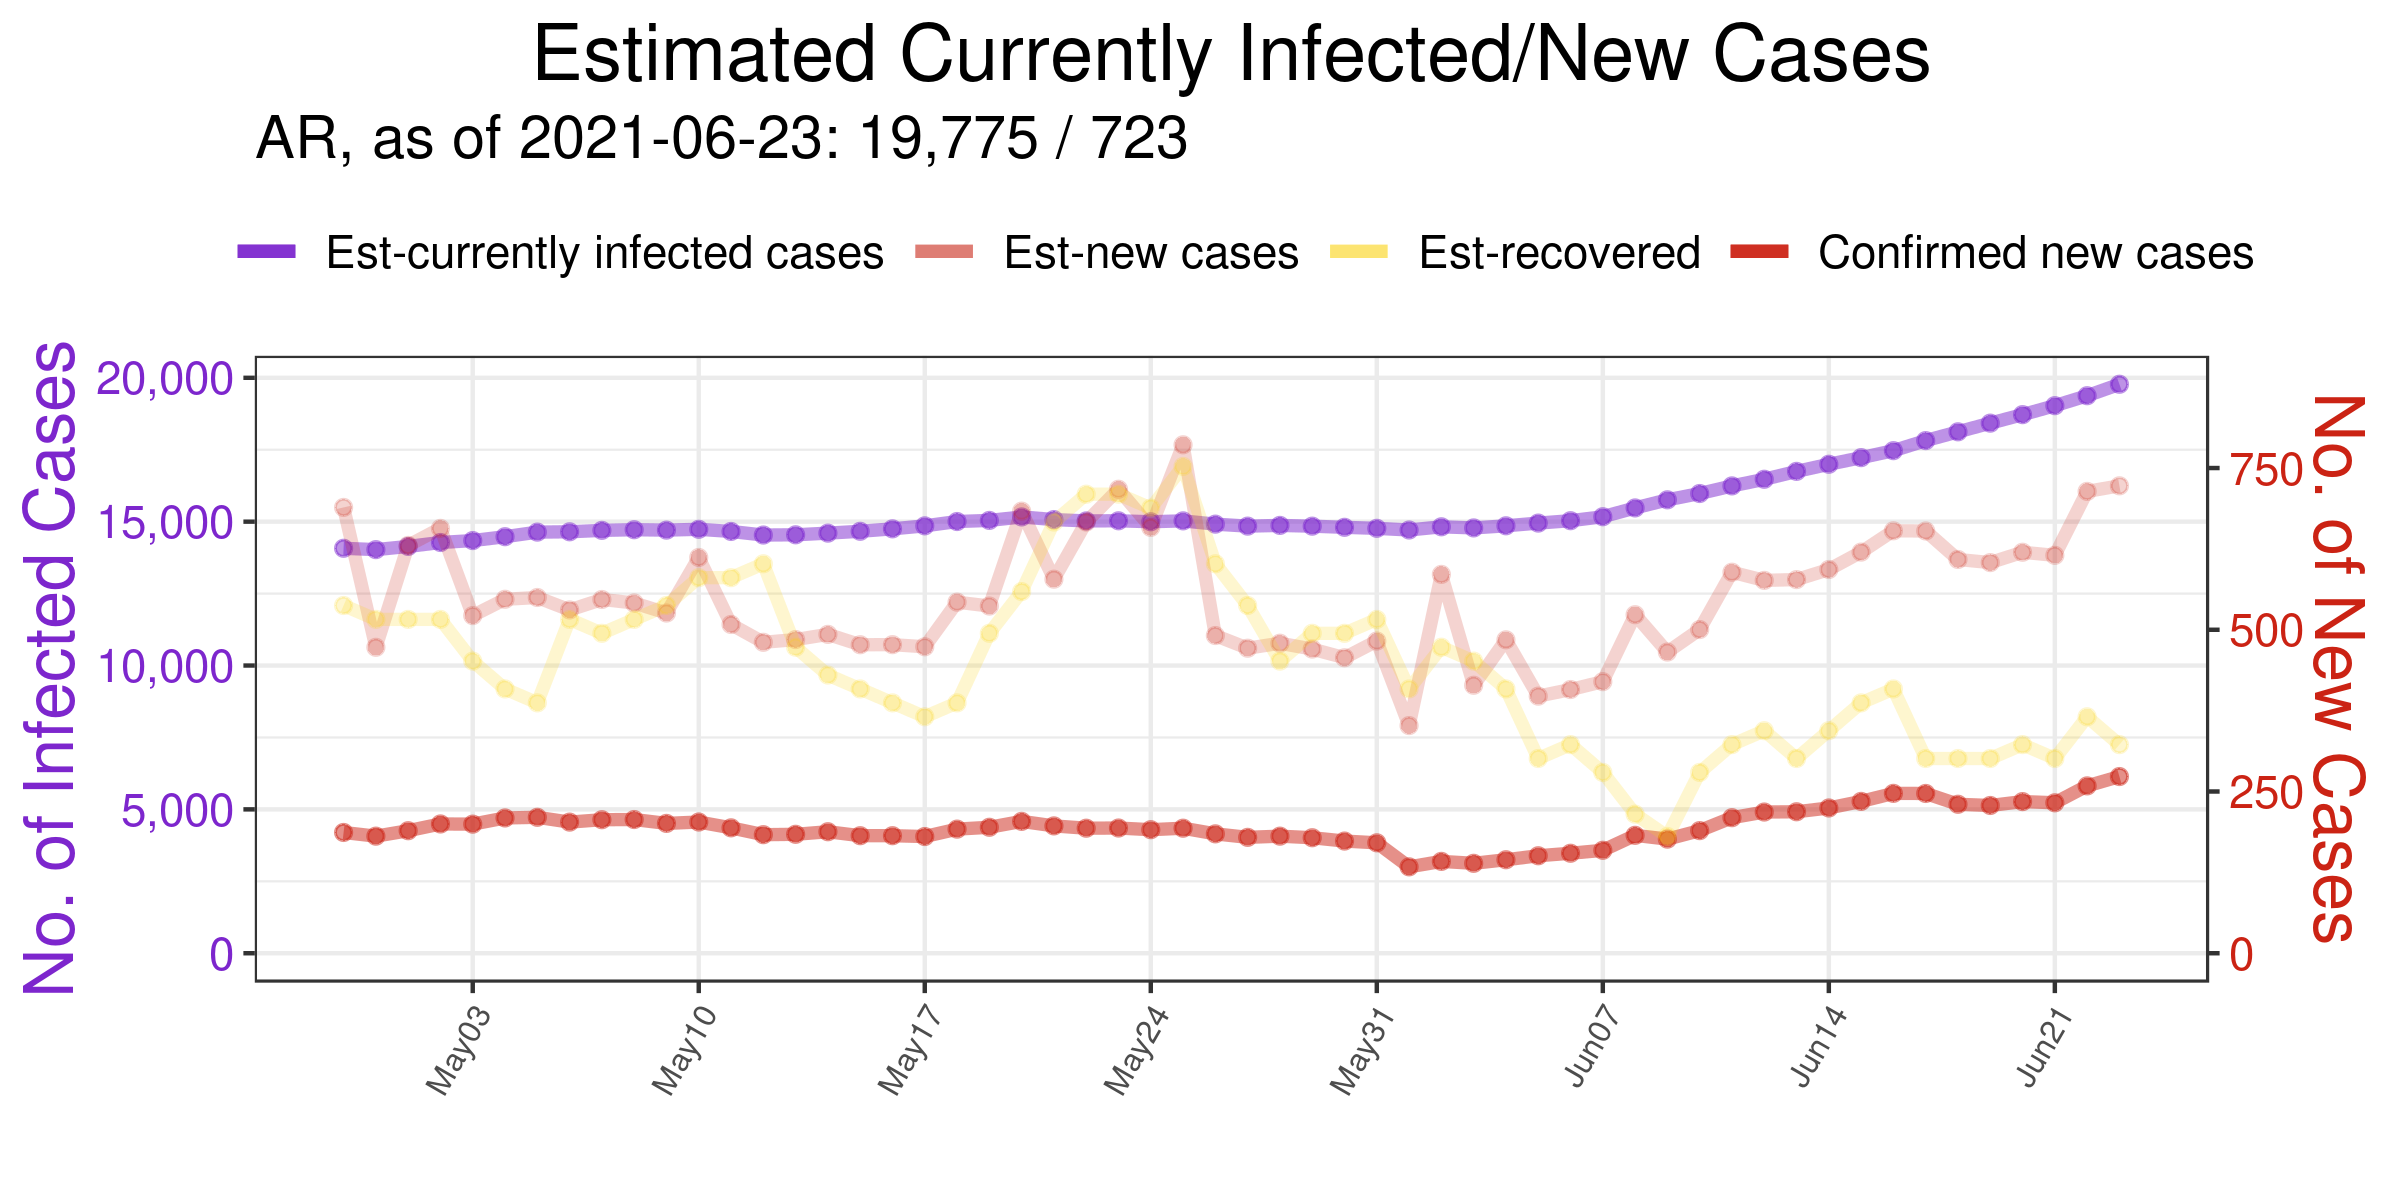 Estimated Currently Infected/New Cases
AR, as of 2021-06-23: 19,775 / 723
Est-currently infected cases Est-new cases Est-recovered Confirmed new cases
No. of Infected Cases
20,000
15,000
10,000
5,000
0
No. of New Cases
750
500
250
0
May03 May10 May17 May24 May31 Jun07 Jun14 Jun21